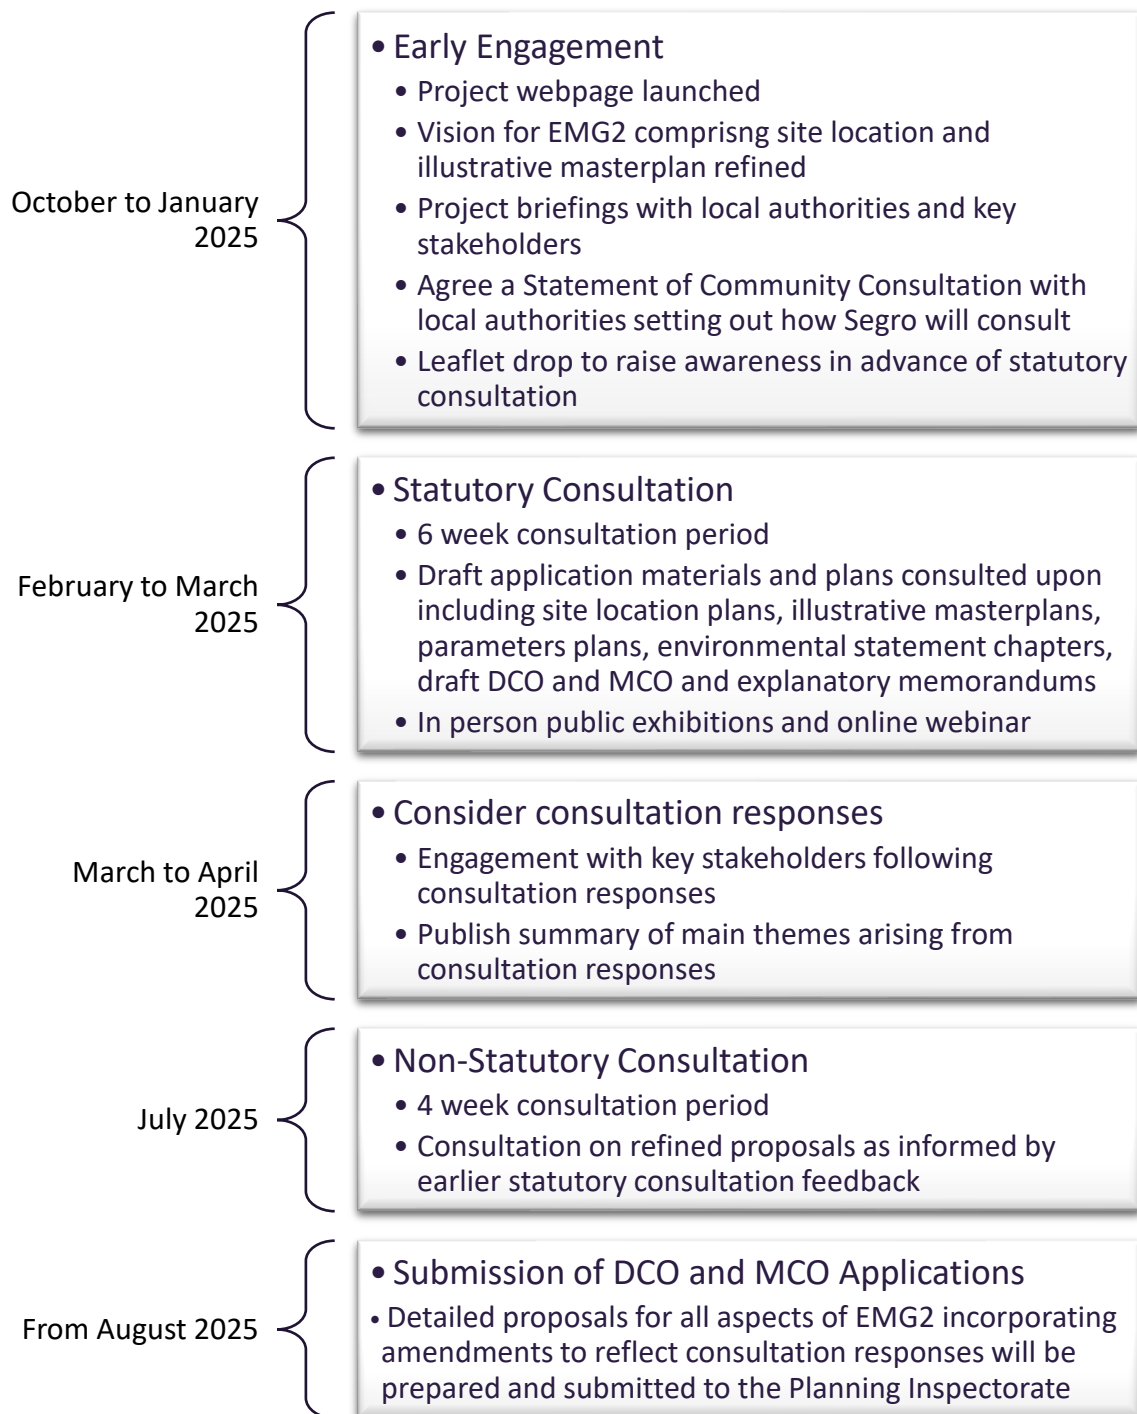 October to January
2025
• Early Engagement
• Project webpage launched
• Vision for EMG2 comprisng site location and
illustrative masterplan refined
• Project briefings with local authorities and key
stakeholders
• Agree a Statement of Community Consultation with
local authorities setting out how Segro will consult
• Leaflet drop to raise awareness in advance of statutory
consultation
February to March
2025
• Statutory Consultation
• 6 week consultation period
• Draft application materials and plans consulted upon
including site location plans, illustrative masterplans,
parameters plans, environmental statement chapters,
draft DCO and MCO and explanatory memorandums
• In person public exhibitions and online webinar
March to April
2025
• Consider consultation responses
• Engagement with key stakeholders following
consultation responses
• Publish summary of main themes arising from
consultation responses
July 2025
• Non-Statutory Consultation
• 4 week consultation period
• Consultation on refined proposals as informed by
earlier statutory consultation feedback
From August 2025
• Submission of DCO and MCO Applications
• Detailed proposals for all aspects of EMG2 incorporating
amendments to reflect consultation responses will be
prepared and submitted to the Planning Inspectorate